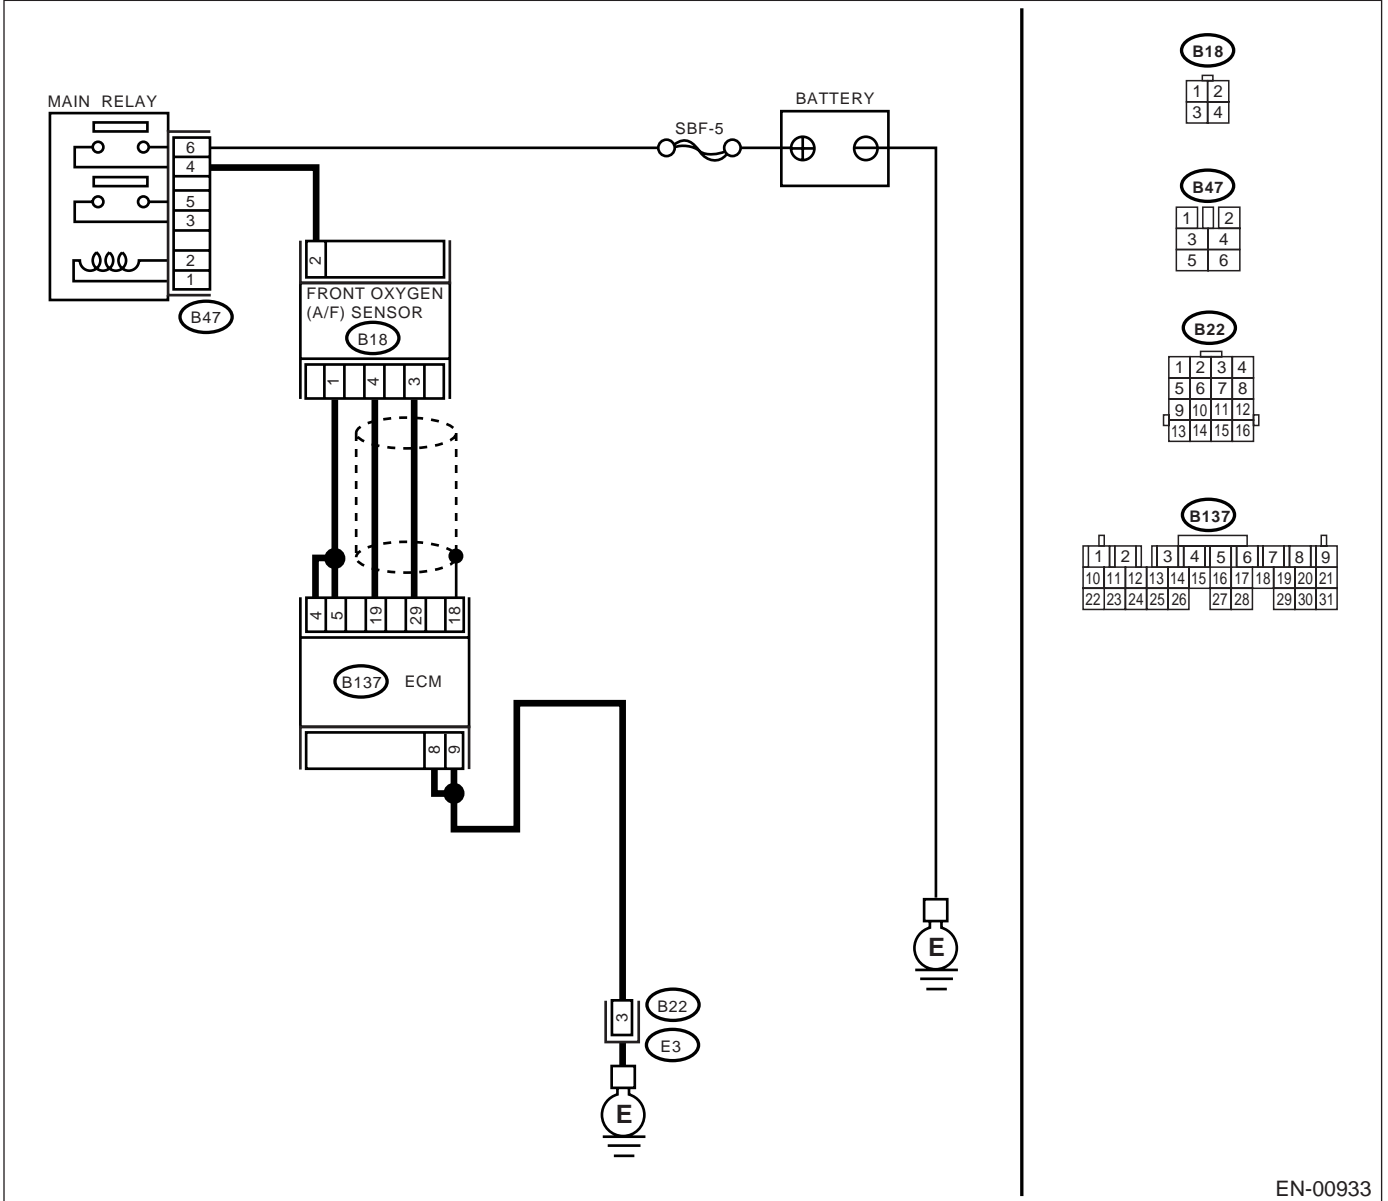 MAIN RELAY
6
4
5
3
2
1
B47
SBF-5
BATTERY
2
FRONT OXYGEN
(A/F) SENSOR
B18
1 4 3
4 5 19 29 18
B137 ECM
8 9
3
B22
E3
E
E
B18
1 2
3 4
B47
1 2
3 4
5 6
B22
1 2 3 4
5 6 7 8
9 10 11 12
13 14 15 16
B137
1 2 3 4 5 6 7 8 9
10 11 12 13 14 15 16 17 18 19 20 21
22 23 24 25 26 27 28 29 30 31
EN-00933